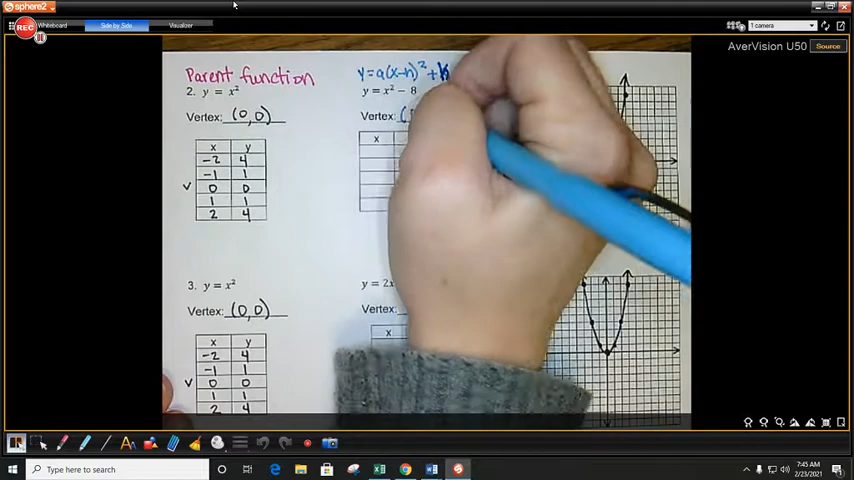 sphere2
REC
Whiteboard
Side by Side
Visualizer
1 camera
AverVision U50
Source
Parent function
y=a(x-h)²+k
2. y = x²
y = x² - 8
Vertex: (0,0)
Vertex: (
x y
x
-2 4
-1 1
v 0 0
1 1
2 4
3. y = x²
y = 2x
Vertex: (0,0)
Vertex:
x y
x
-2 4
-1 1
v 0 0
1 1
2 4
Type here to search
7:45 AM
2/23/2021